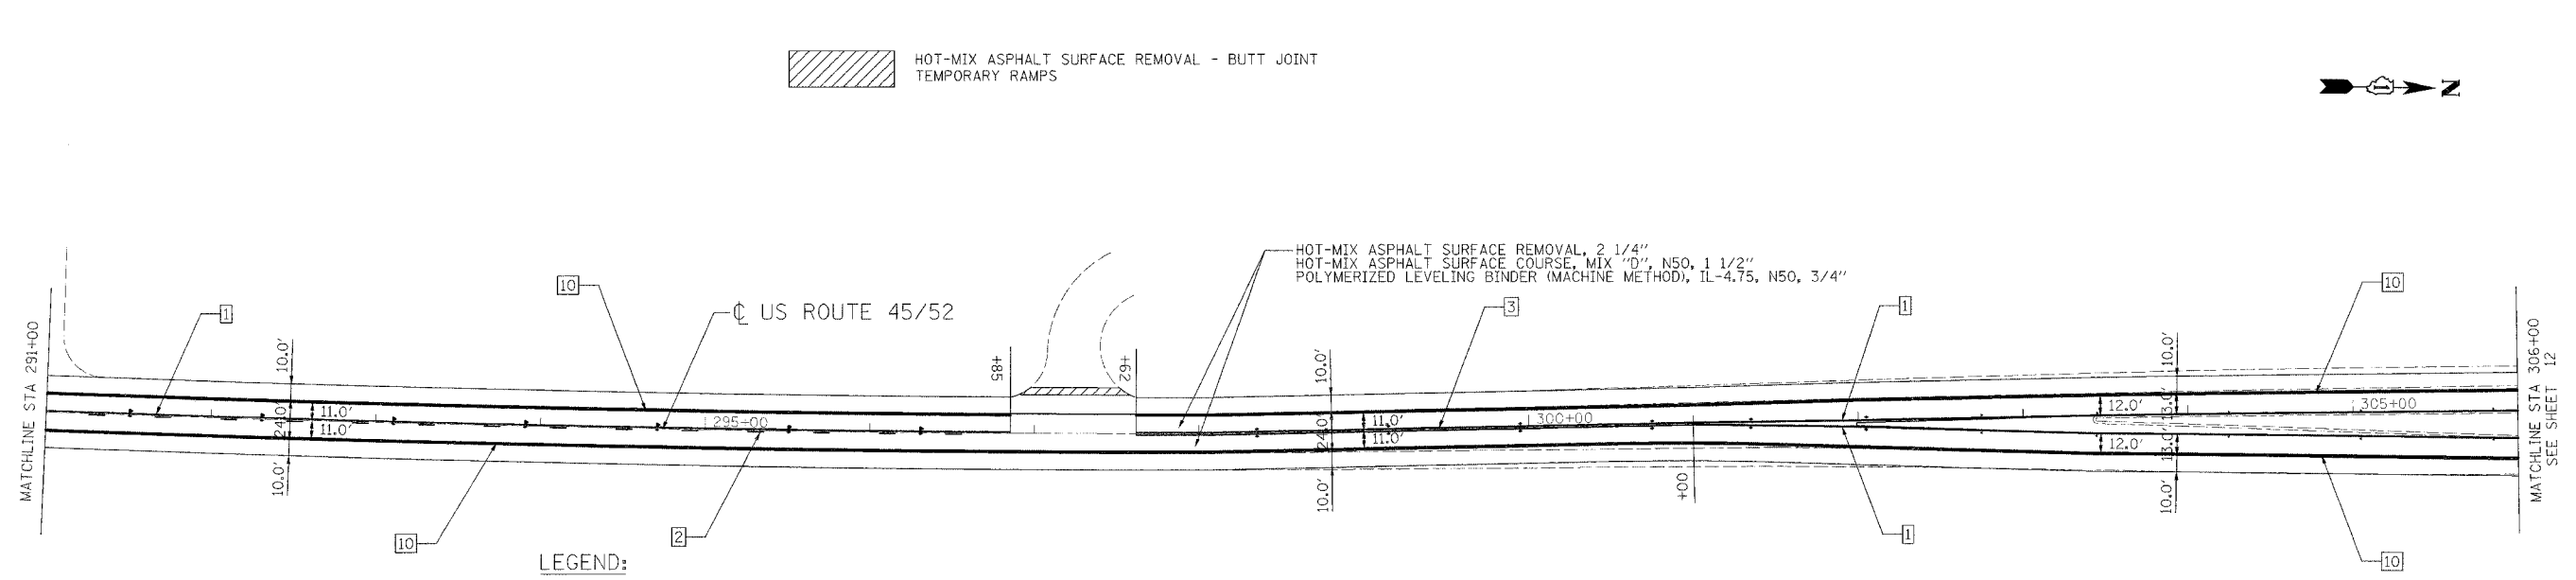 HOT-MIX ASPHALT SURFACE REMOVAL - BUTT JOINT
TEMPORARY RAMPS
N
HOT-MIX ASPHALT SURFACE REMOVAL, 2 1/4"
HOT-MIX ASPHALT SURFACE COURSE, MIX "D", N50, 1 1/2"
POLYMERIZED LEVELING BINDER (MACHINE METHOD), IL-4.75, N50, 3/4"
10
10
1
℄ US ROUTE 45/52
3
1
MATCHLINE STA 291+00
10.0'
+85
+62
10.0'
10.0'
MATCHLINE STA 306+00
SEE SHEET 12
24.0'
11.0'
11.0'
295+00
24.0'
11.0'
11.0'
300+00
12.0'
13.0'
305+00
12.0'
13.0'
10.0'
10.0'
+00
10.0'
10
2
1
10
LEGEND: